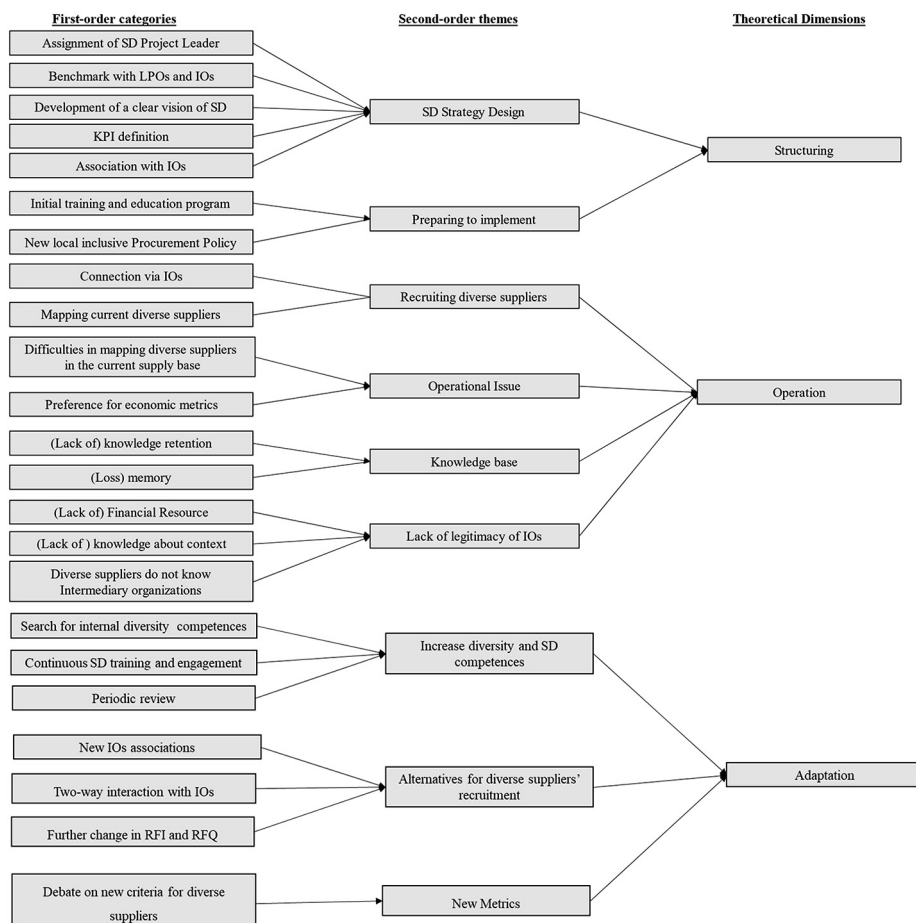 First-order categories
Second-order themes
Theoretical Dimensions
Assignment of SD Project Leader
Benchmark with LPOs and IOs
Development of a clear vision of SD
KPI definition
Association with IOs
SD Strategy Design
Structuring
Initial training and education program
New local inclusive Procurement Policy
Preparing to implement
Connection via IOs
Mapping current diverse suppliers
Recruiting diverse suppliers
Difficulties in mapping diverse suppliers
in the current supply base
Preference for economic metrics
Operational Issue
Operation
(Lack of) knowledge retention
(Loss) memory
Knowledge base
(Lack of) Financial Resource
(Lack of ) knowledge about context
Diverse suppliers do not know
Intermediary organizations
Lack of legitimacy of IOs
Search for internal diversity competences
Continuous SD training and engagement
Periodic review
Increase diversity and SD
competences
New IOs associations
Two-way interaction with IOs
Further change in RFI and RFQ
Alternatives for diverse suppliers’
recruitment
Adaptation
Debate on new criteria for diverse
suppliers
New Metrics